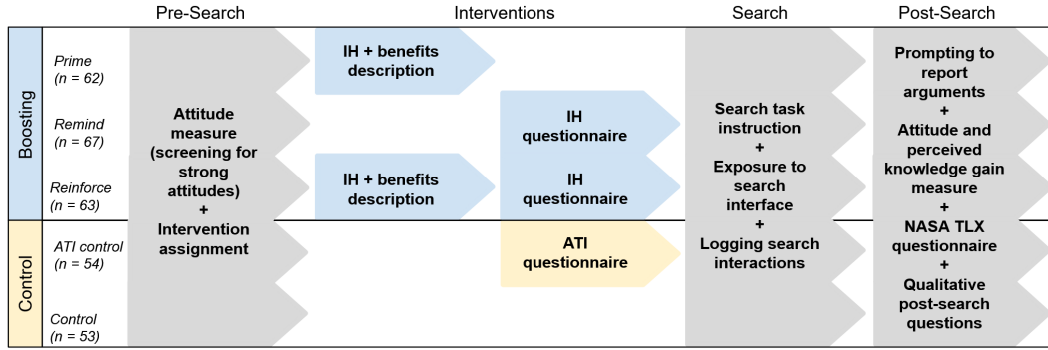 Pre-Search
Interventions
Search
Post-Search
Boosting
Prime
(n = 62)
Remind
(n = 67)
Reinforce
(n = 63)
Control
ATI control
(n = 54)
Control
(n = 53)
Attitude
measure
(screening for
strong
attitudes)
+
Intervention
assignment
IH + benefits
description
IH
questionnaire
IH + benefits
description
IH
questionnaire
ATI
questionnaire
Search task
instruction
+
Exposure to
search
interface
+
Logging search
interactions
Prompting to
report
arguments
+
Attitude and
perceived
knowledge gain
measure
+
NASA TLX
questionnaire
+
Qualitative
post-search
questions